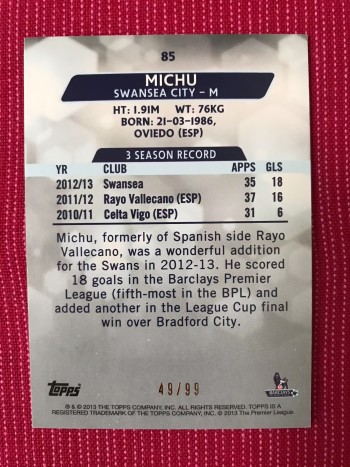 85
MICHU
SWANSEA CITY – M
HT: 1.91M WT: 76KG
BORN: 21-03-1986,
OVIEDO (ESP)
3 SEASON RECORD
YR CLUB APPS GLS
2012/13 Swansea 35 18
2011/12 Rayo Vallecano (ESP) 37 16
2010/11 Celta Vigo (ESP) 31 6
Michu, formerly of Spanish side Rayo
Vallecano, was a wonderful addition
for the Swans in 2012-13. He scored
18 goals in the Barclays Premier
League (fifth-most in the BPL) and
added another in the League Cup final
win over Bradford City.
Topps
49/99
BARCLAYS
® & © 2013 THE TOPPS COMPANY, INC. ALL RIGHTS RESERVED. TOPPS IS A
REGISTERED TRADEMARK OF THE TOPPS COMPANY, INC. © 2013 The Premier League